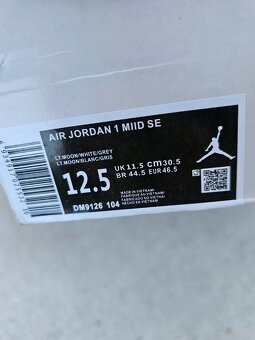 AIR JORDAN 1 MIID SE
LT.MOON/WHITE/GREY
LT.MOON/BLANC/GRIS
12.5
UK 11.5 cm 30.5
BR 44.5 EUR 46.5
DM9126 104
MADE IN VIETNAM